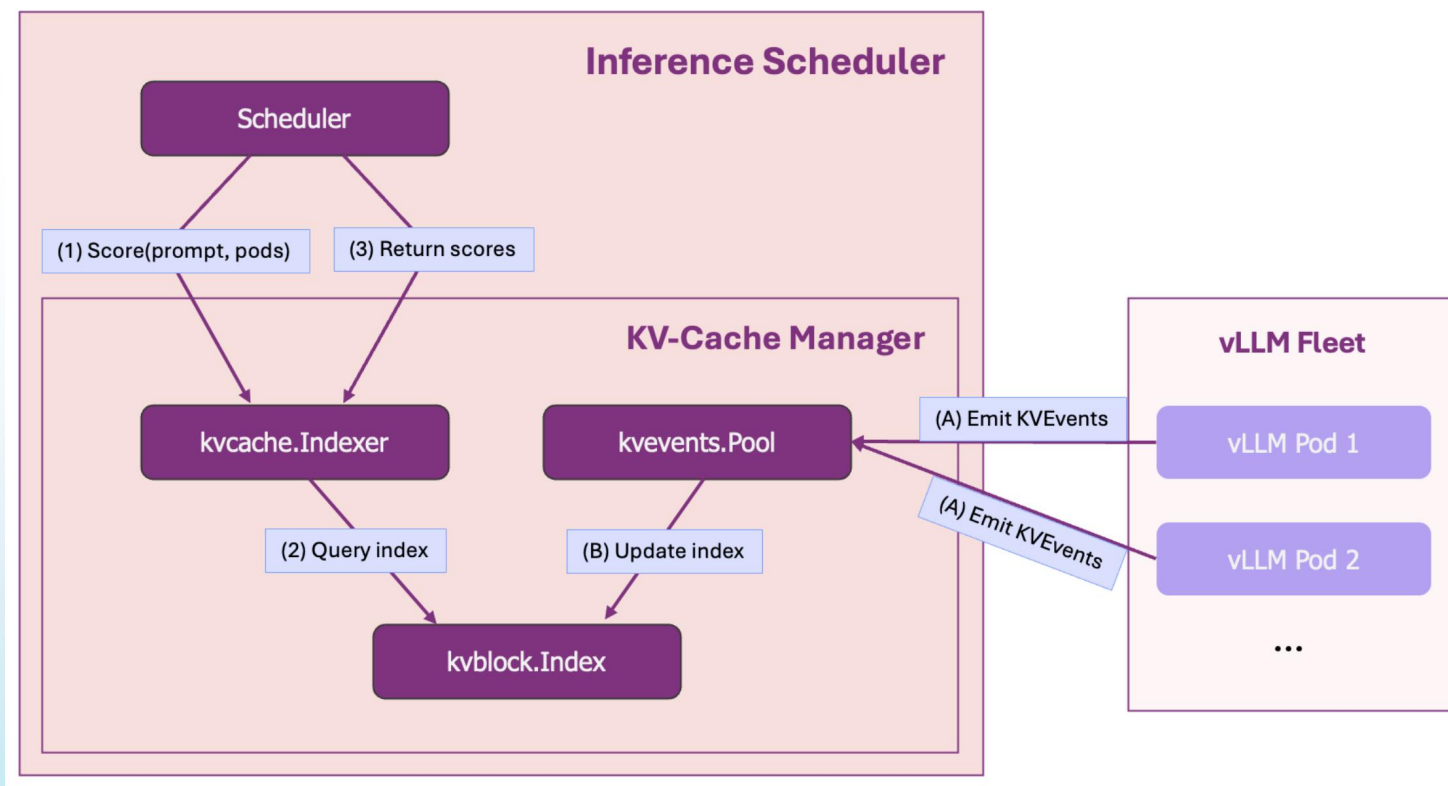 Inference Scheduler
Scheduler
(1) Score(prompt, pods)
(3) Return scores
KV-Cache Manager
vLLM Fleet
kvcache.Indexer
kvevents.Pool
(A) Emit KVEvents
vLLM Pod 1
(A) Emit KVEvents
(2) Query index
(B) Update index
vLLM Pod 2
kvblock.Index
...